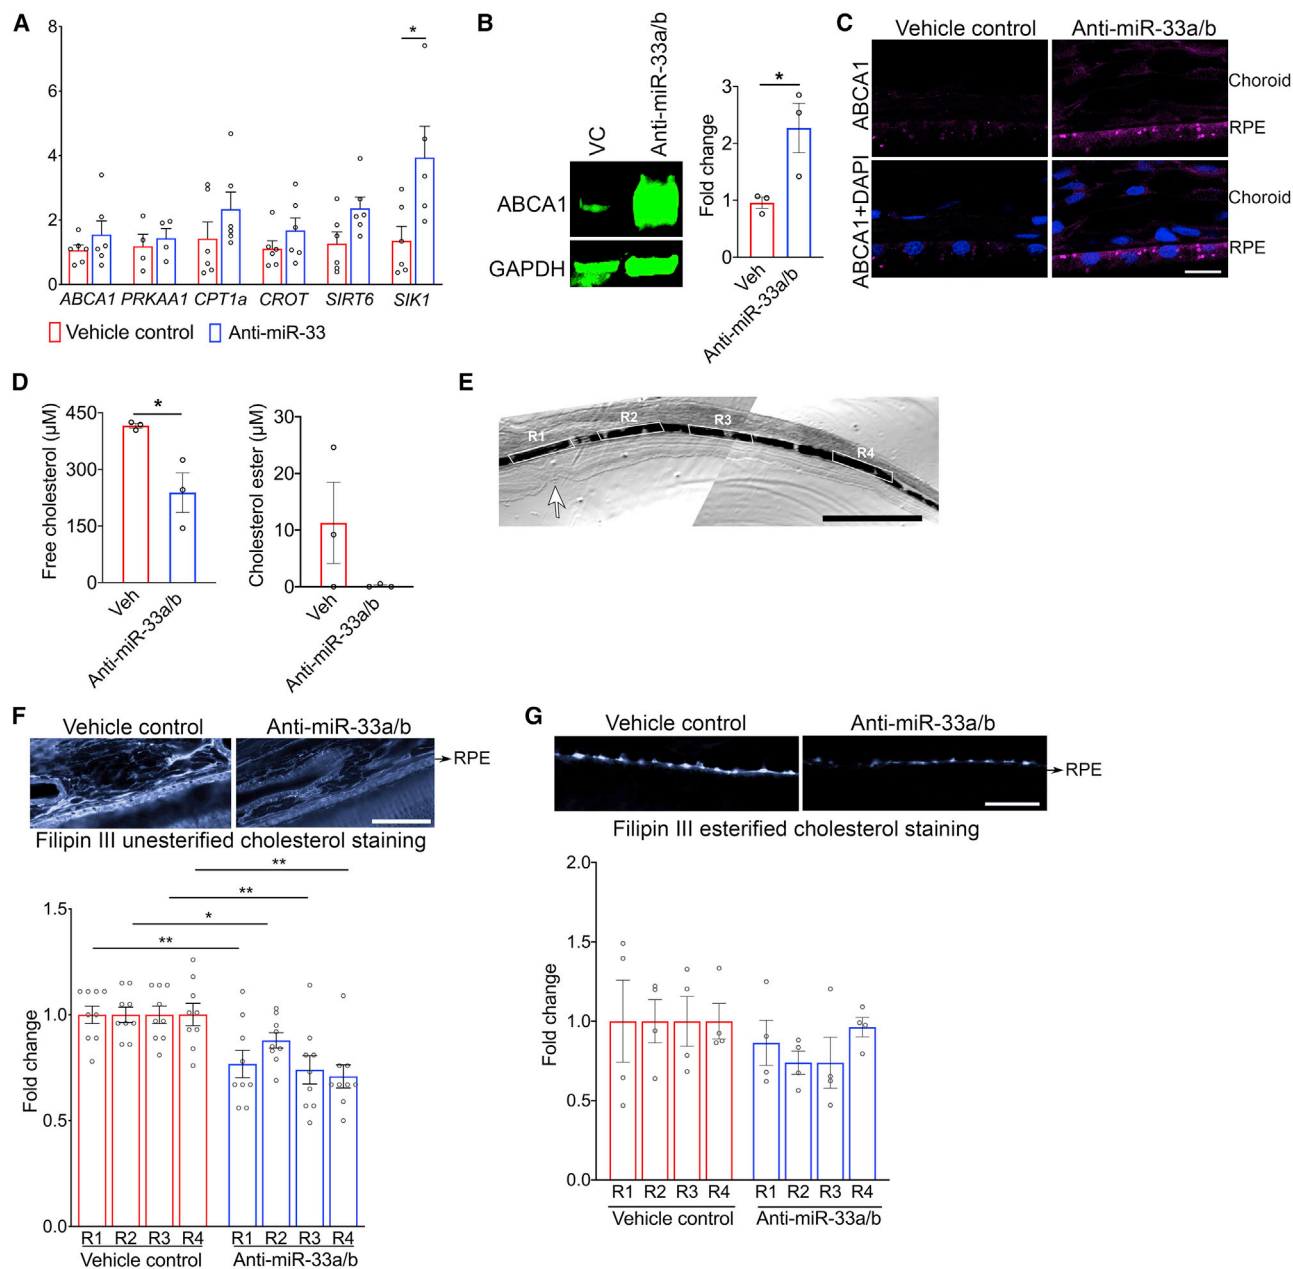 A
8
6
4
2
0
*
ABCA1 PRKAA1 CPT1a CROT SIRT6 SIK1
Vehicle control Anti-miR-33
B
VC
Anti-miR-33a/b
ABCA1
GAPDH
Fold change
3
2
1
0
*
Veh
Anti-miR-33a/b
C
Vehicle control Anti-miR-33a/b
ABCA1
Choroid
RPE
ABCA1+DAPI
Choroid
RPE
D
Free cholesterol (µM)
450
300
150
0
*
Veh
Anti-miR-33a/b
Cholesterol ester (µM)
30
20
10
0
Veh
Anti-miR-33a/b
E
R1 R2 R3 R4
F
Vehicle control Anti-miR-33a/b
RPE
Filipin III unesterified cholesterol staining
**
**
*
**
Fold change
1.5
1.0
0.5
0.0
R1 R2 R3 R4 R1 R2 R3 R4
Vehicle control Anti-miR-33a/b
G
Vehicle control Anti-miR-33a/b
RPE
Filipin III esterified cholesterol staining
Fold change
2.0
1.5
1.0
0.5
0.0
R1 R2 R3 R4 R1 R2 R3 R4
Vehicle control Anti-miR-33a/b